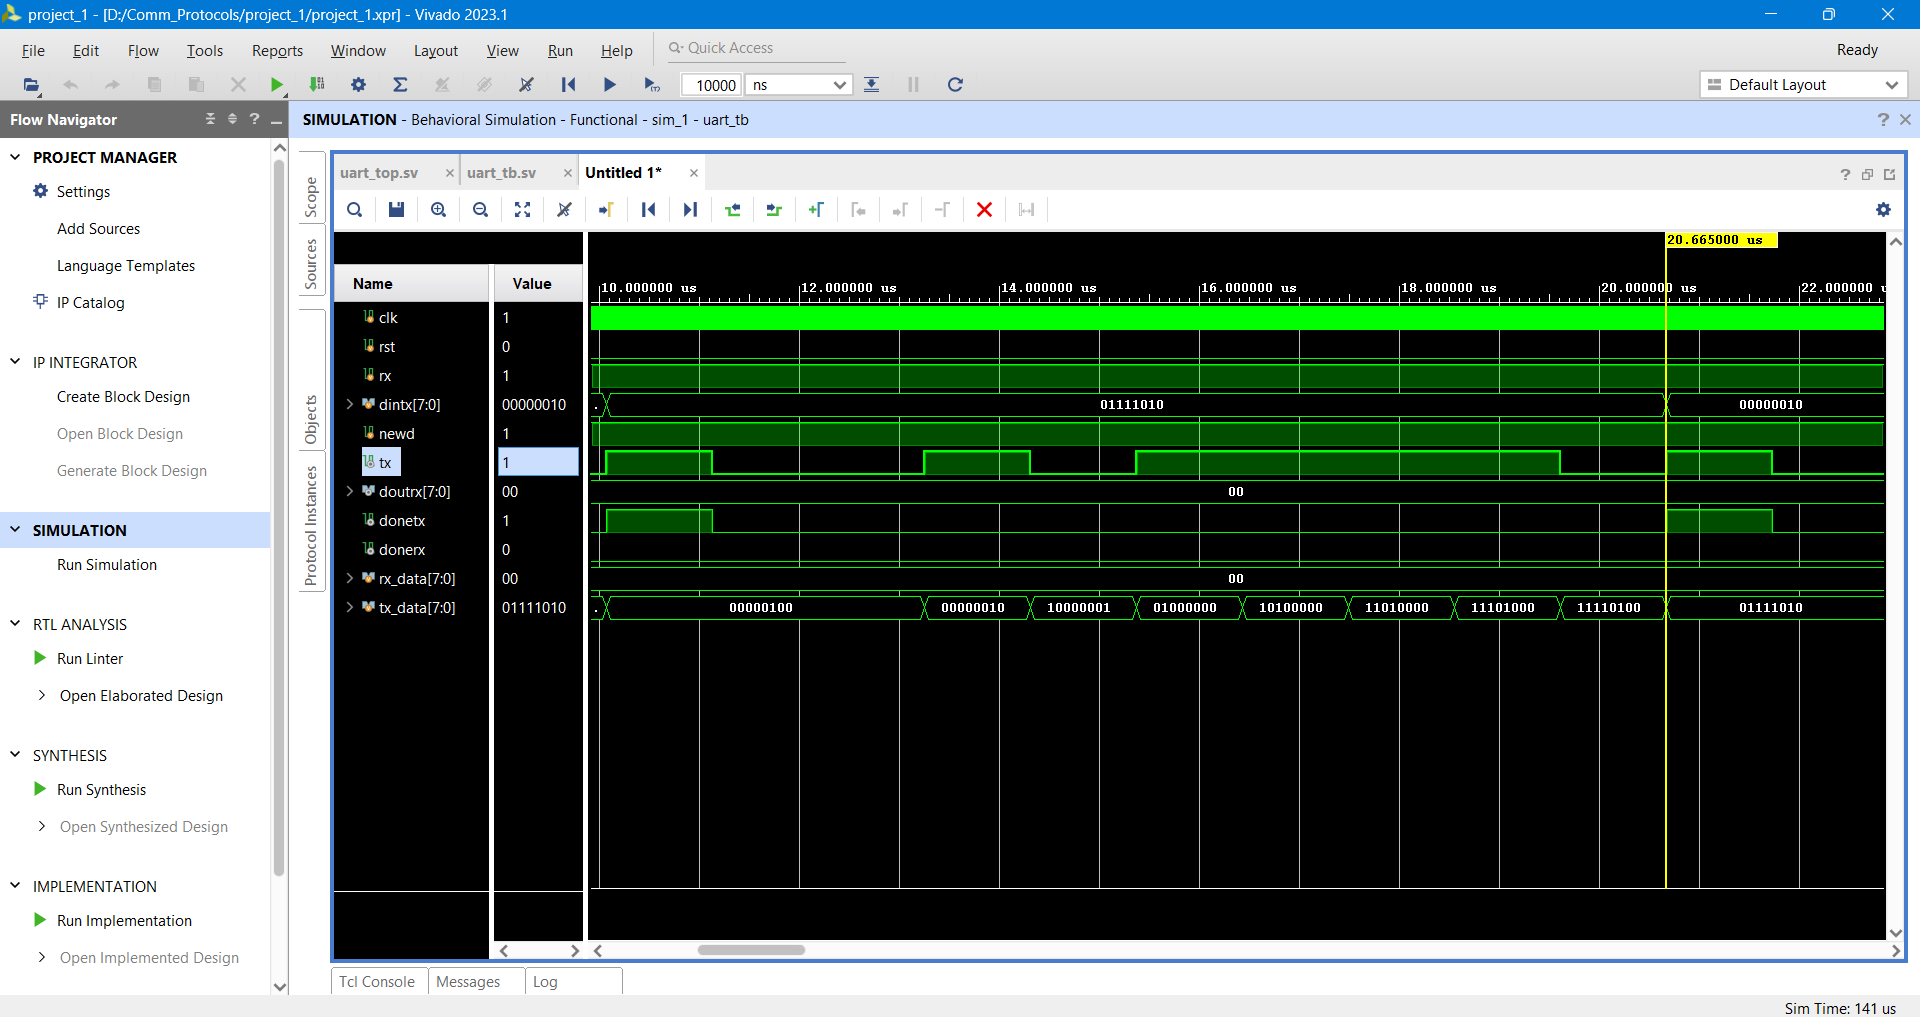 project_1 - [D:/Comm_Protocols/project_1/project_1.xpr] - Vivado 2023.1
File Edit Flow Tools Reports Window Layout View Run Help Quick Access Ready
10000 ns Default Layout
Flow Navigator ? _
SIMULATION - Behavioral Simulation - Functional - sim_1 - uart_tb ?
PROJECT MANAGER
Settings
Add Sources
Language Templates
IP Catalog
IP INTEGRATOR
Create Block Design
Open Block Design
Generate Block Design
SIMULATION
Run Simulation
RTL ANALYSIS
Run Linter
Open Elaborated Design
SYNTHESIS
Run Synthesis
Open Synthesized Design
IMPLEMENTATION
Run Implementation
Open Implemented Design
Scope
Sources
Objects
Protocol Instances
uart_top.sv uart_tb.sv Untitled 1* ?
20.665000 us
Name Value
10.000000 us 12.000000 us 14.000000 us 16.000000 us 18.000000 us 20.000000 us 22.000000 u
clk 1
rst 0
rx 1
dintx[7:0] 00000010 . 01111010 00000010
newd 1
tx 1
doutrx[7:0] 00 00
donetx 1
donerx 0
rx_data[7:0] 00 00
tx_data[7:0] 01111010 . 00000100 00000010 10000001 01000000 10100000 11010000 11101000 11110100 01111010
Tcl Console Messages Log
Sim Time: 141 us